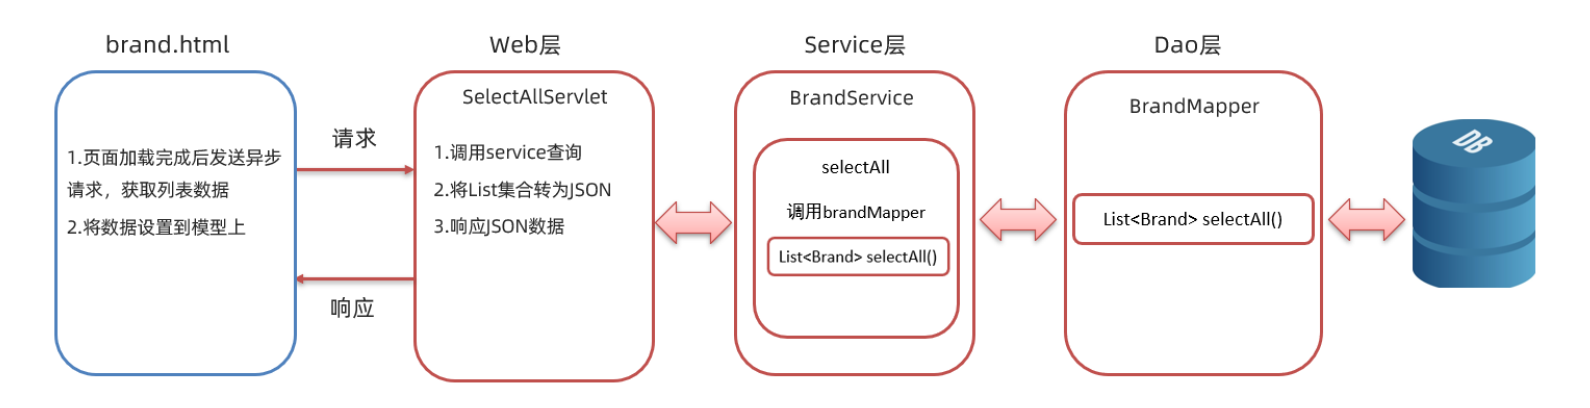 brand.html
1.页面加载完成后发送异步
请求，获取列表数据
2.将数据设置到模型上
请求
响应
Web层
SelectAllServlet
1.调用service查询
2.将List集合转为JSON
3.响应JSON数据
Service层
BrandService
selectAll
调用brandMapper
List<Brand> selectAll()
Dao层
BrandMapper
List<Brand> selectAll()
DB